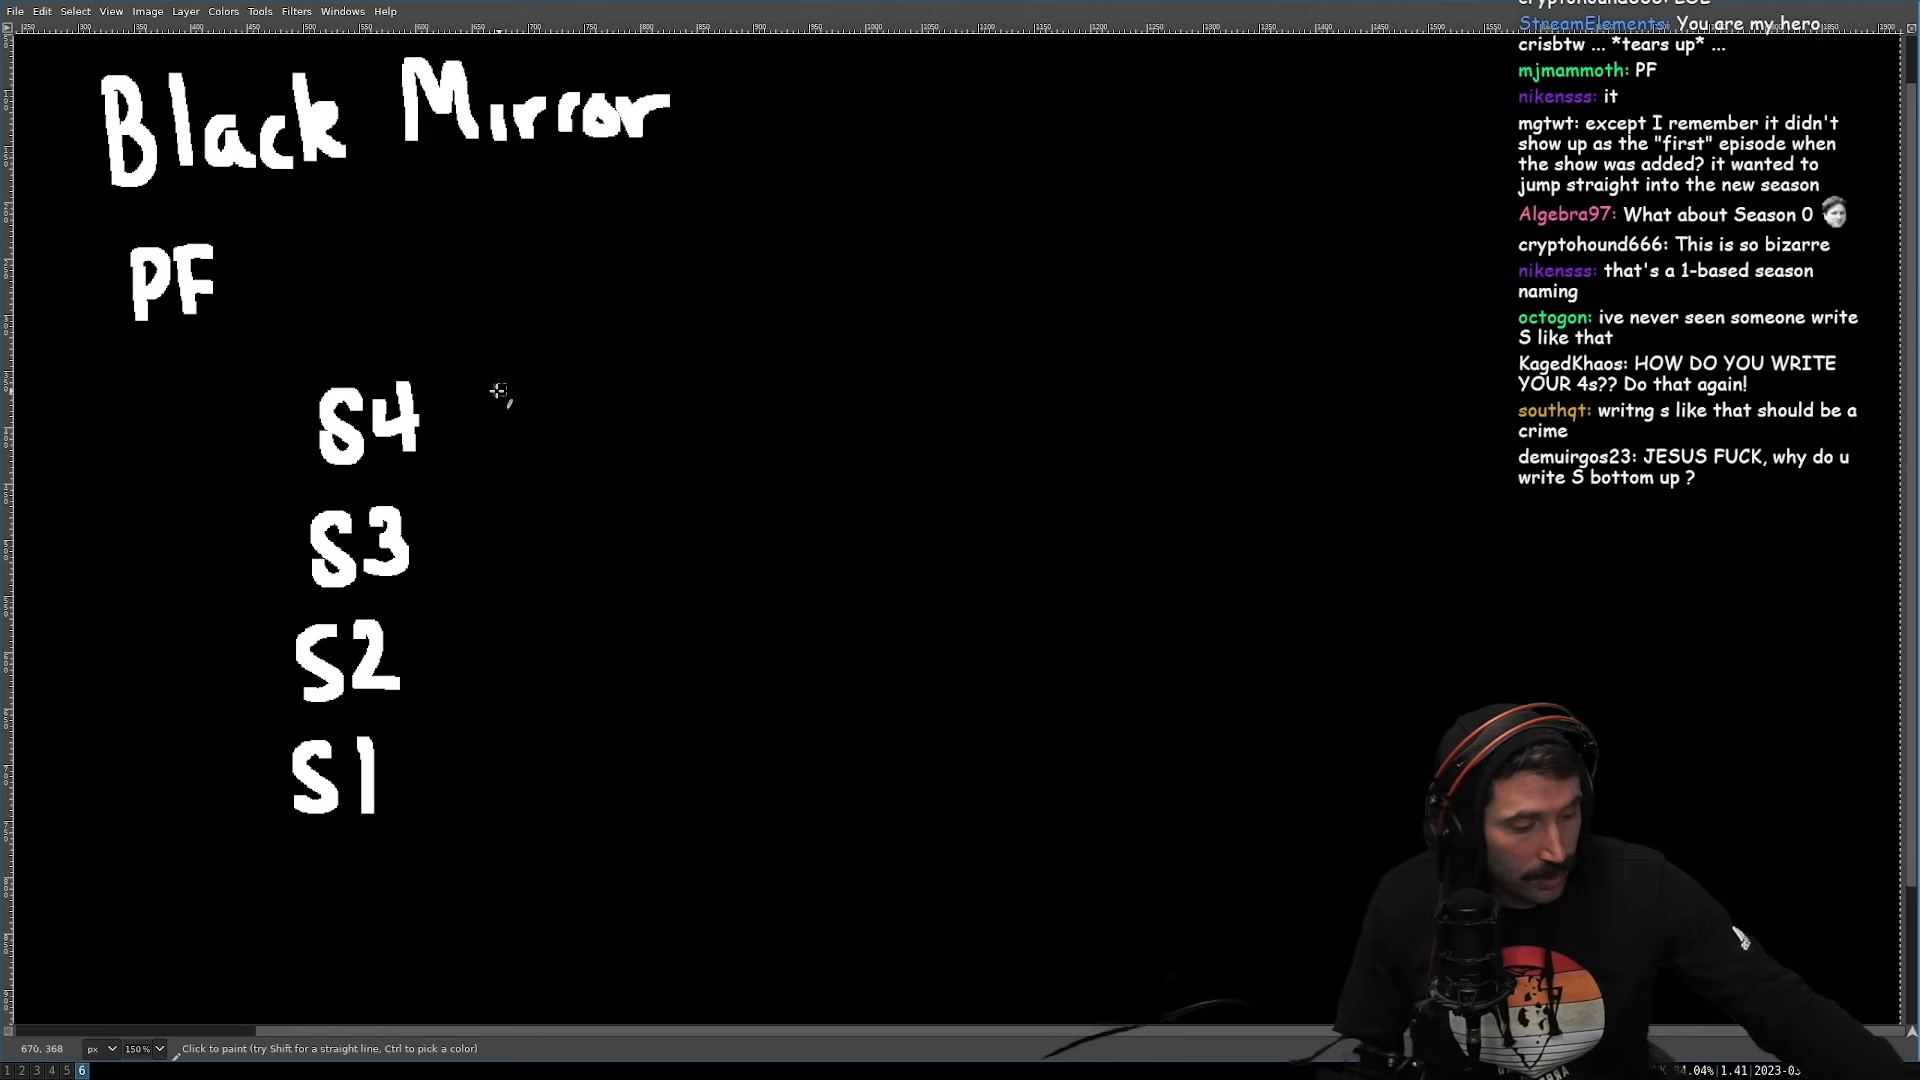 File Edit Select View Image Layer Colors Tools Filters Windows Help
Black Mirror
PF
S4
S3
S2
S1
StreamElements: You are my hero
crisbtw ... *tears up* ...
mjmammoth: PF
nikensss: it
mgtwt: except I remember it didn't
show up as the "first" episode when
the show was added? it wanted to
jump straight into the new season
Algebra97: What about Season 0
cryptohound666: This is so bizarre
nikensss: that's a 1-based season
naming
octogon: ive never seen someone write
S like that
KagedKhaos: HOW DO YOU WRITE
YOUR 4s?? Do that again!
southqt: writng s like that should be a
crime
demuirgos23: JESUS FUCK, why do u
write S bottom up ?
670, 368 px 150 % Click to paint (try Shift for a straight line, Ctrl to pick a color)
1 2 3 4 5 6
4.04%|1.41|2023-03